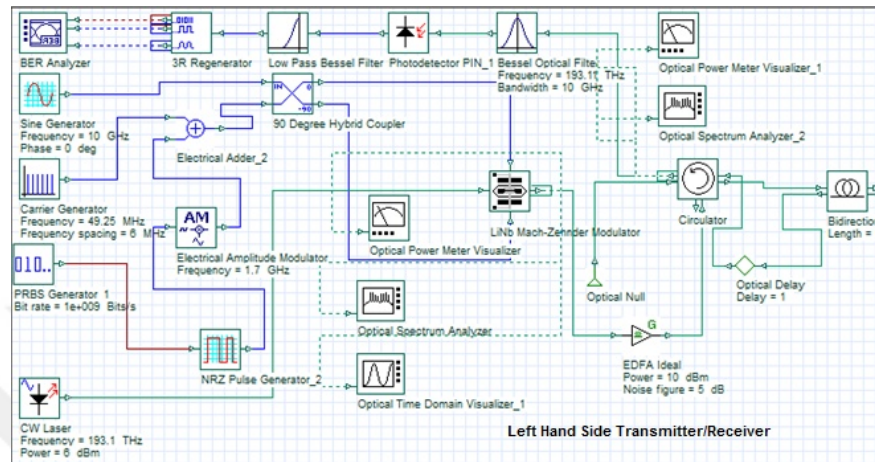 BER Analyzer
3R Regenerator
Low Pass Bessel Filter
Photodetector PIN_1
Bessel Optical Filter
Frequency = 193.11 THz
Bandwidth = 10 GHz
Optical Power Meter Visualizer_1
Sine Generator
Frequency = 10 GHz
Phase = 0 deg
IN
0
-90
90 Degree Hybrid Coupler
Electrical Adder_2
Optical Spectrum Analyzer_2
Carrier Generator
Frequency = 49.25 MHz
Frequency spacing = 6 MHz
AM
Electrical Amplitude Modulator
Frequency = 1.7 GHz
Optical Power Meter Visualizer
LiNb Mach-Zehnder Modulator
Circulator
Bidirection
Length =
010..
PRBS Generator_1
Bit rate = 1e+009 Bits/s
Optical Null
Optical Delay
Delay = 1
Optical Spectrum Analyzer
NRZ Pulse Generator_2
G
EDFA Ideal
Power = 10 dBm
Noise figure = 5 dB
Optical Time Domain Visualizer_1
CW Laser
Frequency = 193.1 THz
Power = 6 dBm
Left Hand Side Transmitter/Receiver